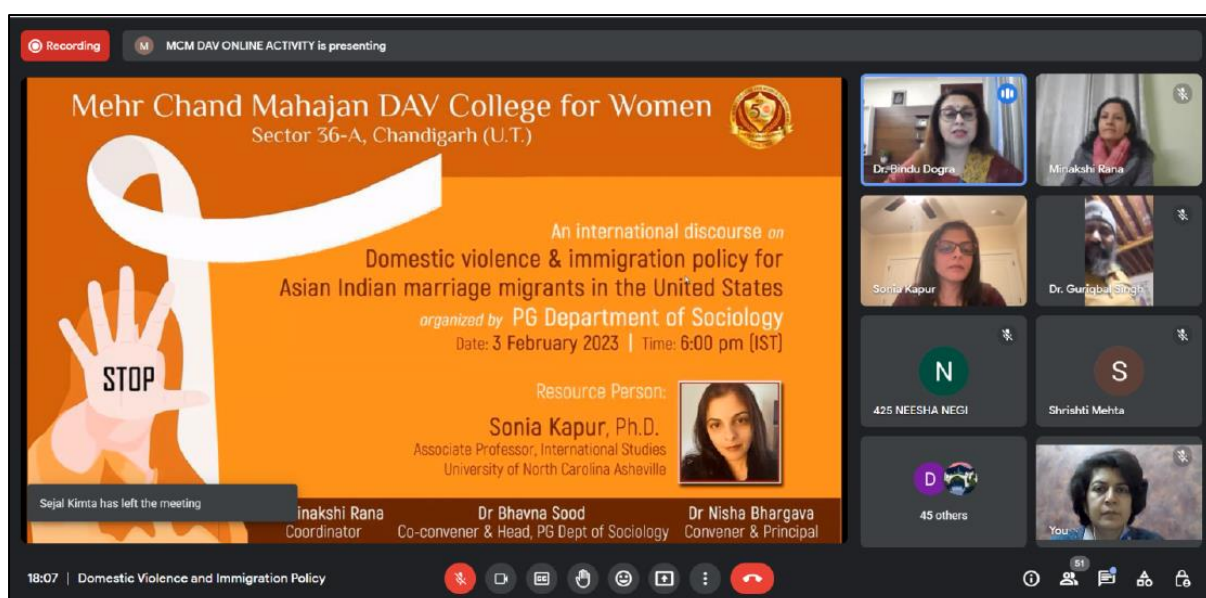 Recording
M MCM DAV ONLINE ACTIVITY is presenting
Mehr Chand Mahajan DAV College for Women
Sector 36-A, Chandigarh (U.T.)
50
An international discourse on
Domestic violence & immigration policy for
Asian Indian marriage migrants in the United States
organized by PG Department of Sociology
Date: 3 February 2023 | Time: 6:00 pm (IST)
STOP
Resource Person:
Sonia Kapur, Ph.D.
Associate Professor, International Studies
University of North Carolina Asheville
Sejal Kimta has left the meeting
inakshi Rana
Coordinator
Dr Bhavna Sood
Co-convener & Head, PG Dept of Sociology
Dr Nisha Bhargava
Convener & Principal
Dr. Bindu Dogra
Minakshi Rana
Sonia Kapur
Dr. Guriqbal Singh
N
425 NEESHA NEGI
S
Shrishti Mehta
D
45 others
You
18:07 | Domestic Violence and Immigration Policy
CC
51